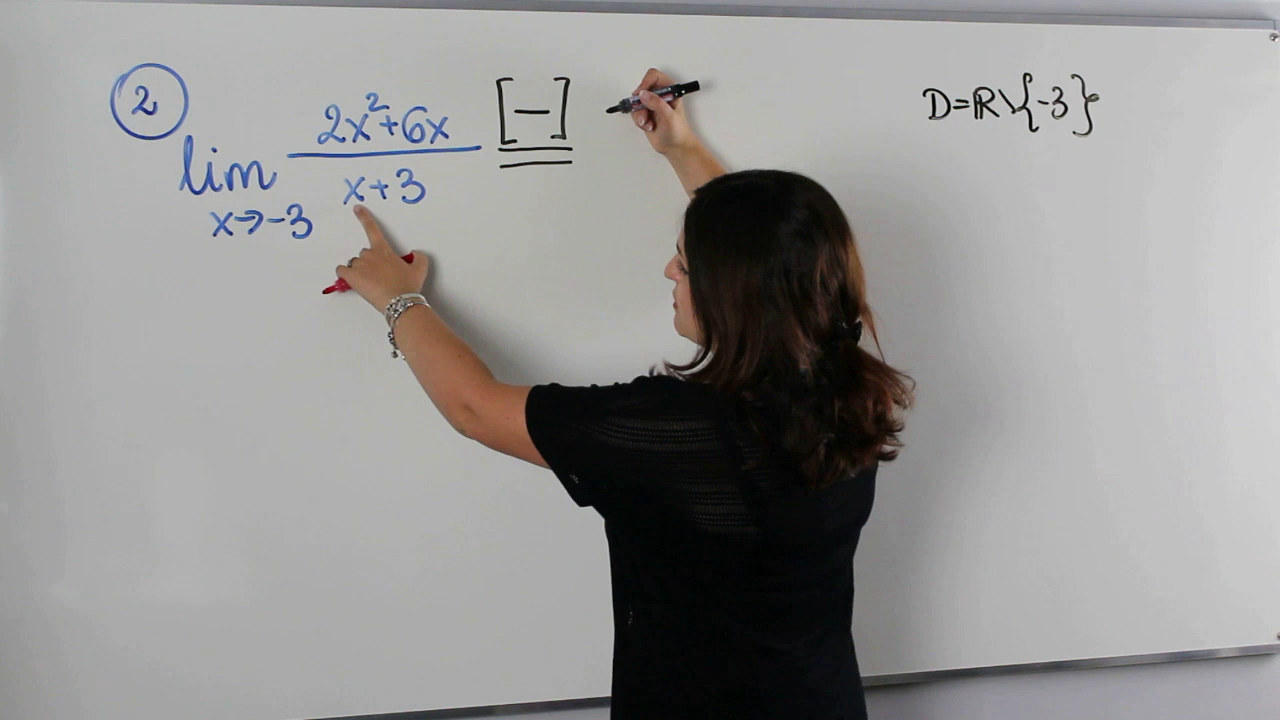 ②
lim 2x²+6x / x+3 [—]
x→-3
D=ℝ\{-3}